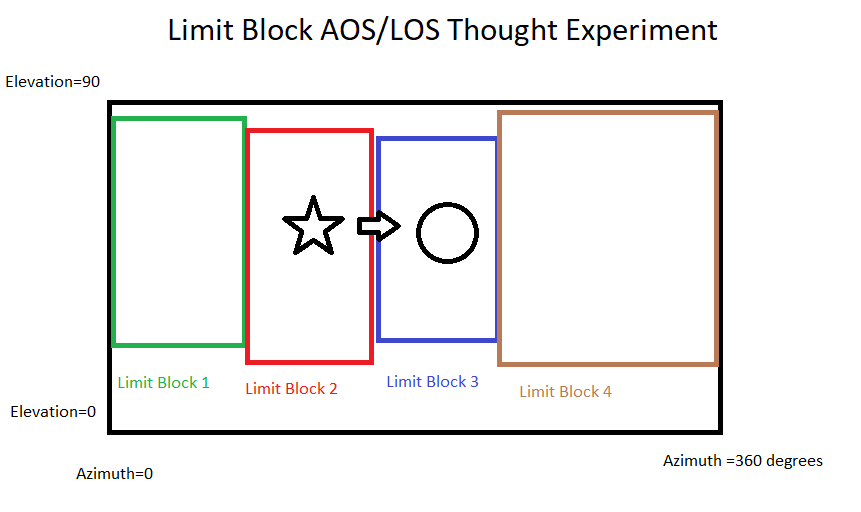 Limit Block AOS/LOS Thought Experiment
Elevation=90
Limit Block 1
Limit Block 2
Limit Block 3
Limit Block 4
Elevation=0
Azimuth=0
Azimuth =360 degrees